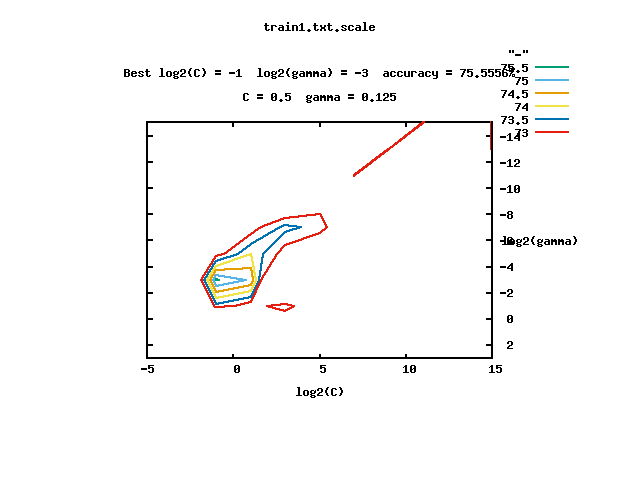 train1.txt.scale
"-"
Best log2(C) = -1  log2(gamma) = -3  accuracy = 75.5556%
75.5
75
C = 0.5  gamma = 0.125
74.5
74
73.5
73
-14
-12
-10
-8
-6
log2(gamma)
-4
-2
0
2
-5 0 5 10 15
log2(C)